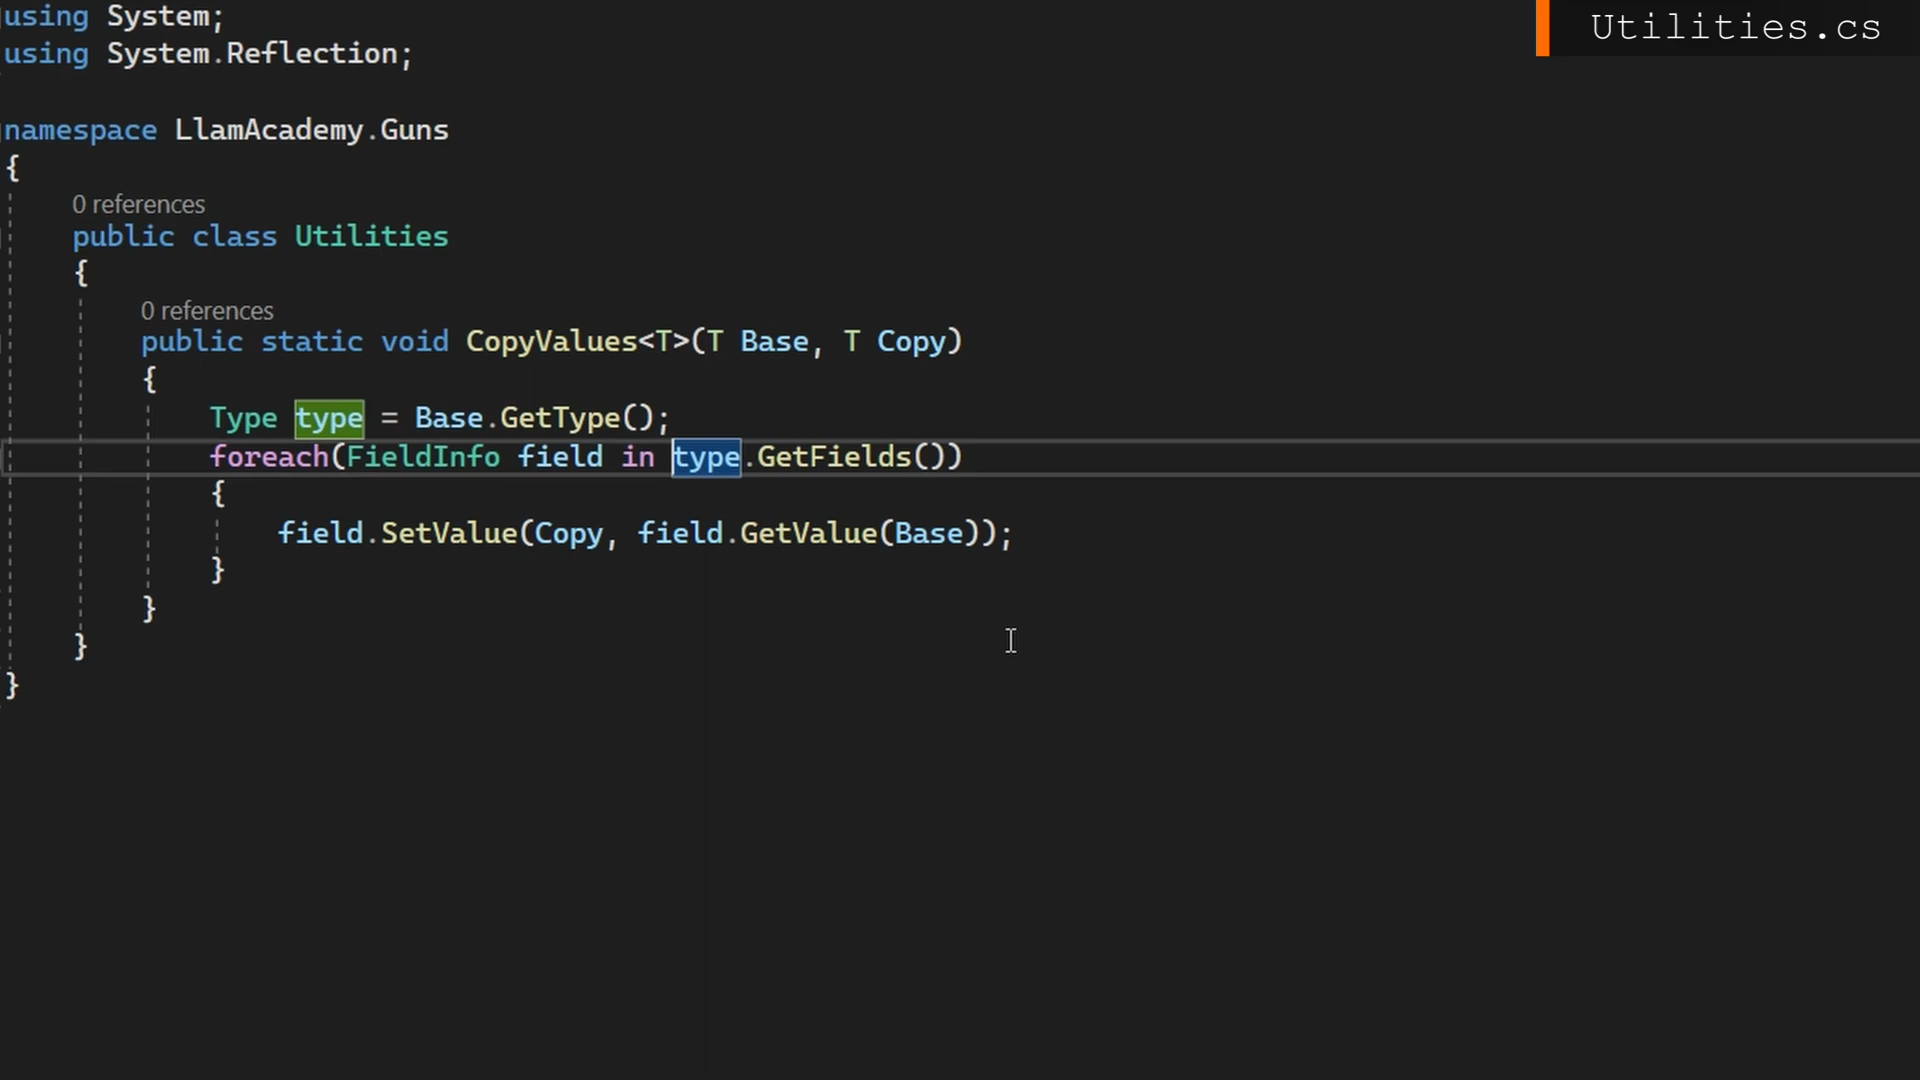 using System;
Utilities.cs
using System.Reflection;
namespace LlamAcademy.Guns
{
0 references
public class Utilities
{
0 references
public static void CopyValues<T>(T Base, T Copy)
{
Type type = Base.GetType();
foreach(FieldInfo field in type.GetFields())
{
field.SetValue(Copy, field.GetValue(Base));
}
}
}
}